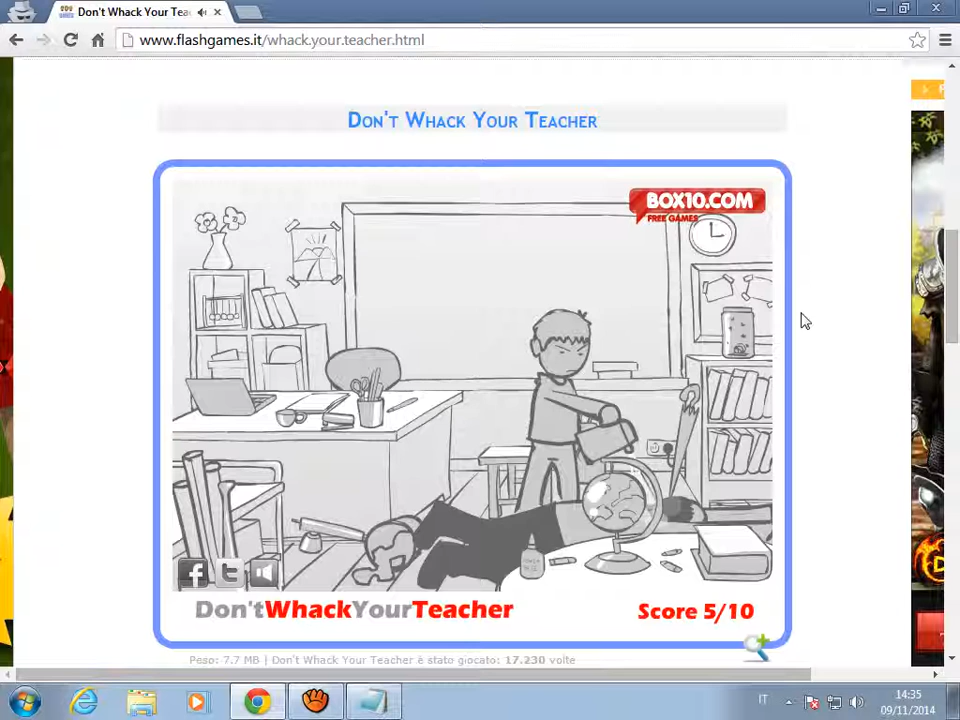 Don't Whack Your Tea
www.flashgames.it/whack.your.teacher.html
Don't Whack Your Teacher
BOX10.COM
FREE GAMES
Don'tWhackYourTeacher
Score 5/10
Peso: 7.7 MB | Don't Whack Your Teacher è stato giocato: 17.230 volte
IT
14:35
09/11/2014